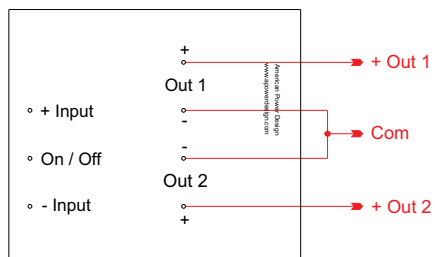 +
Out 1
American Power Design
www.apowerdesign.com
+ Input
-
On / Off
-
Out 2
- Input
+
+ Out 1
Com
+ Out 2